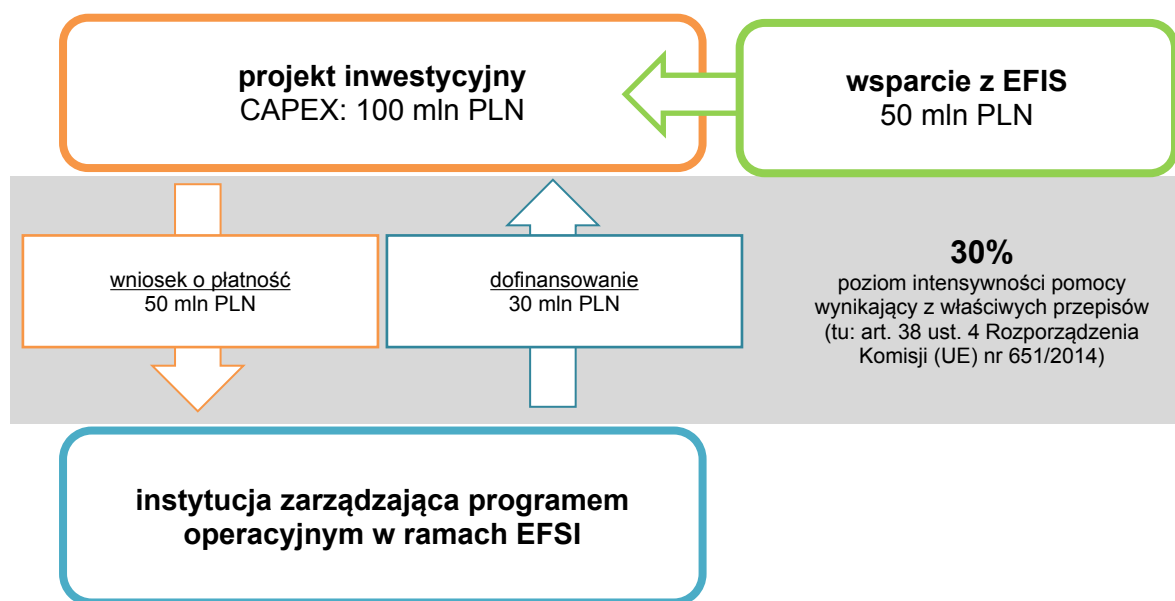 projekt inwestycyjny
CAPEX: 100 mln PLN
wsparcie z EFIS
50 mln PLN
wniosek o płatność
50 mln PLN
dofinansowanie
30 mln PLN
30%
poziom intensywności pomocy
wynikający z właściwych przepisów
(tu: art. 38 ust. 4 Rozporządzenia
Komisji (UE) nr 651/2014)
instytucja zarządzająca programem
operacyjnym w ramach EFSI